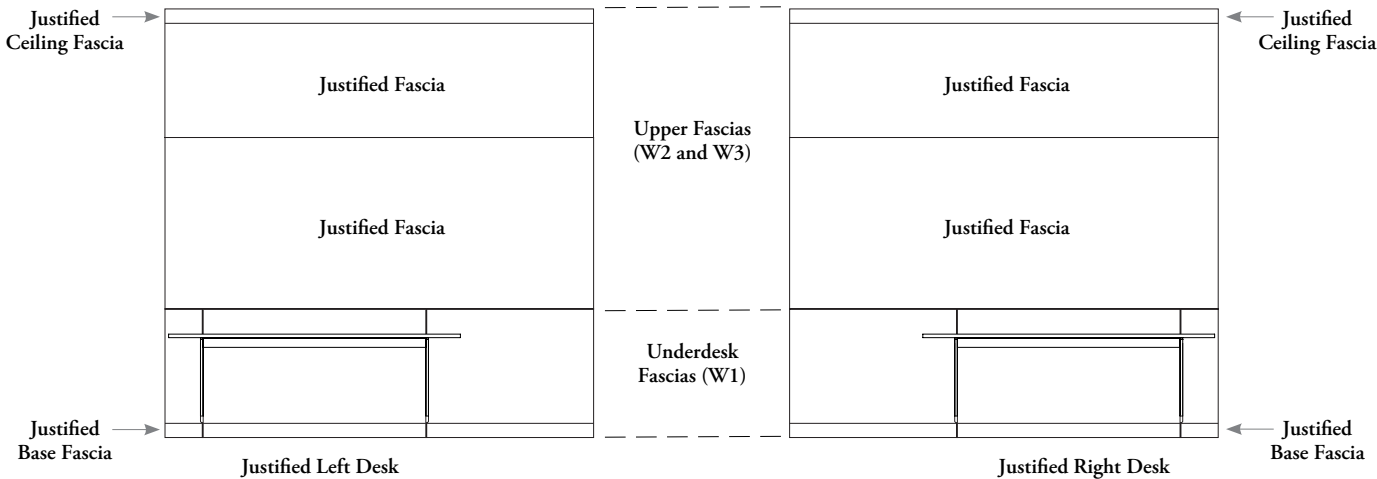 Justified
Ceiling Fascia
Justified Fascia
Justified Fascia
Justified
Base Fascia
Justified Left Desk
Upper Fascias
(W2 and W3)
Underdesk
Fascias (W1)
Justified
Ceiling Fascia
Justified Fascia
Justified Fascia
Justified
Base Fascia
Justified Right Desk